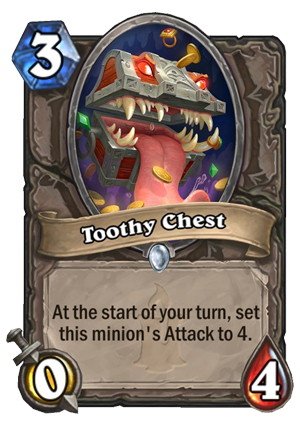 3
Toothy Chest
At the start of your turn, set
this minion's Attack to 4.
0
4